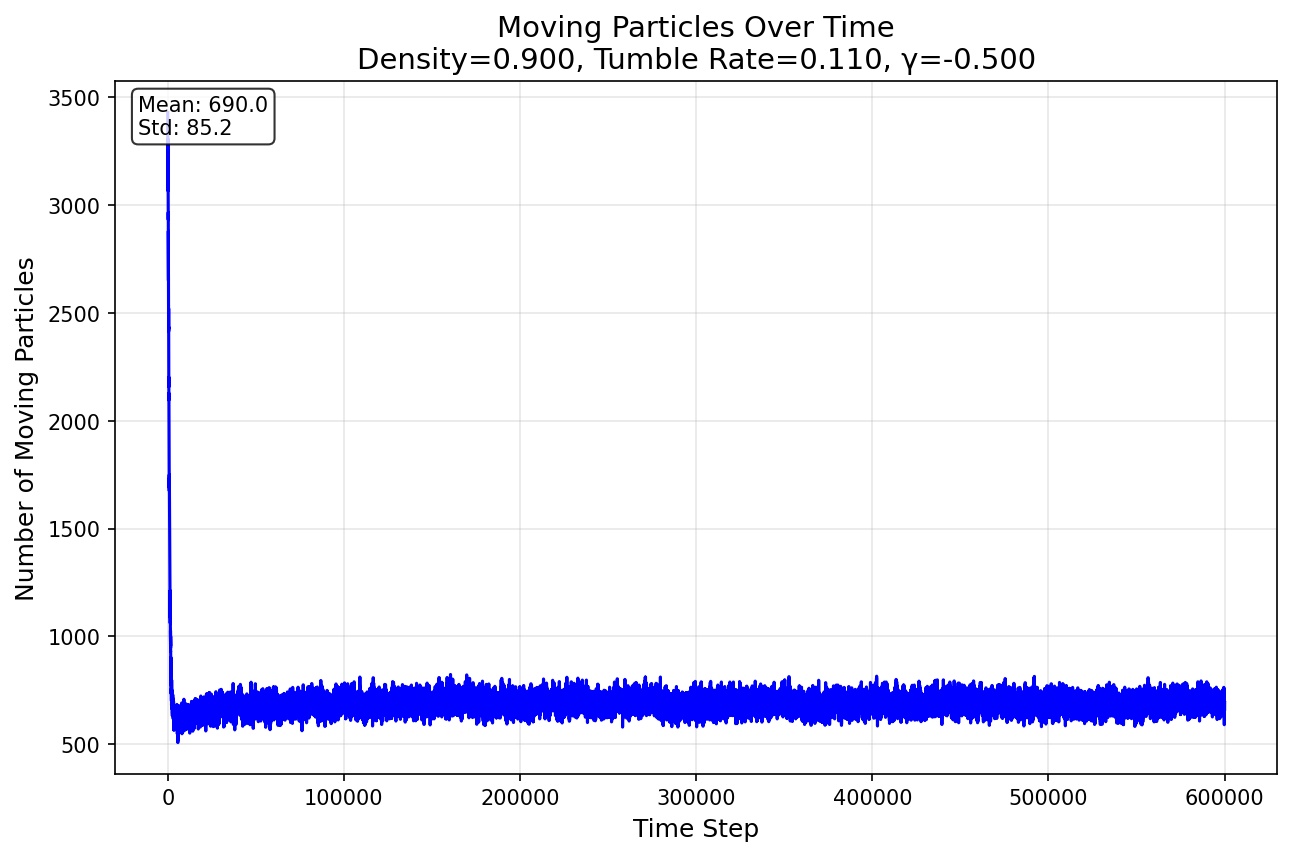 Moving Particles Over Time
Density=0.900, Tumble Rate=0.110, γ=-0.500
Mean: 690.0
Std: 85.2
Number of Moving Particles
3500
3000
2500
2000
1500
1000
500
0 100000 200000 300000 400000 500000 600000
Time Step